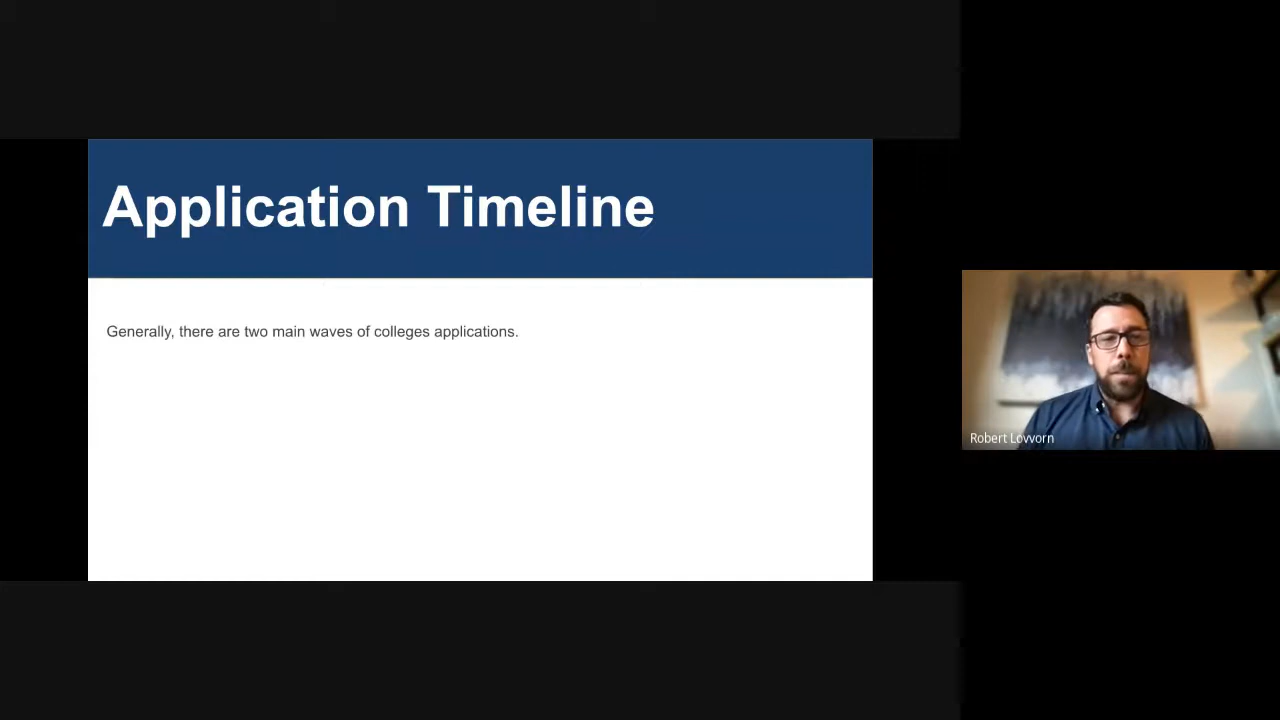 Application Timeline
Generally, there are two main waves of colleges applications.
Robert Lovvorn